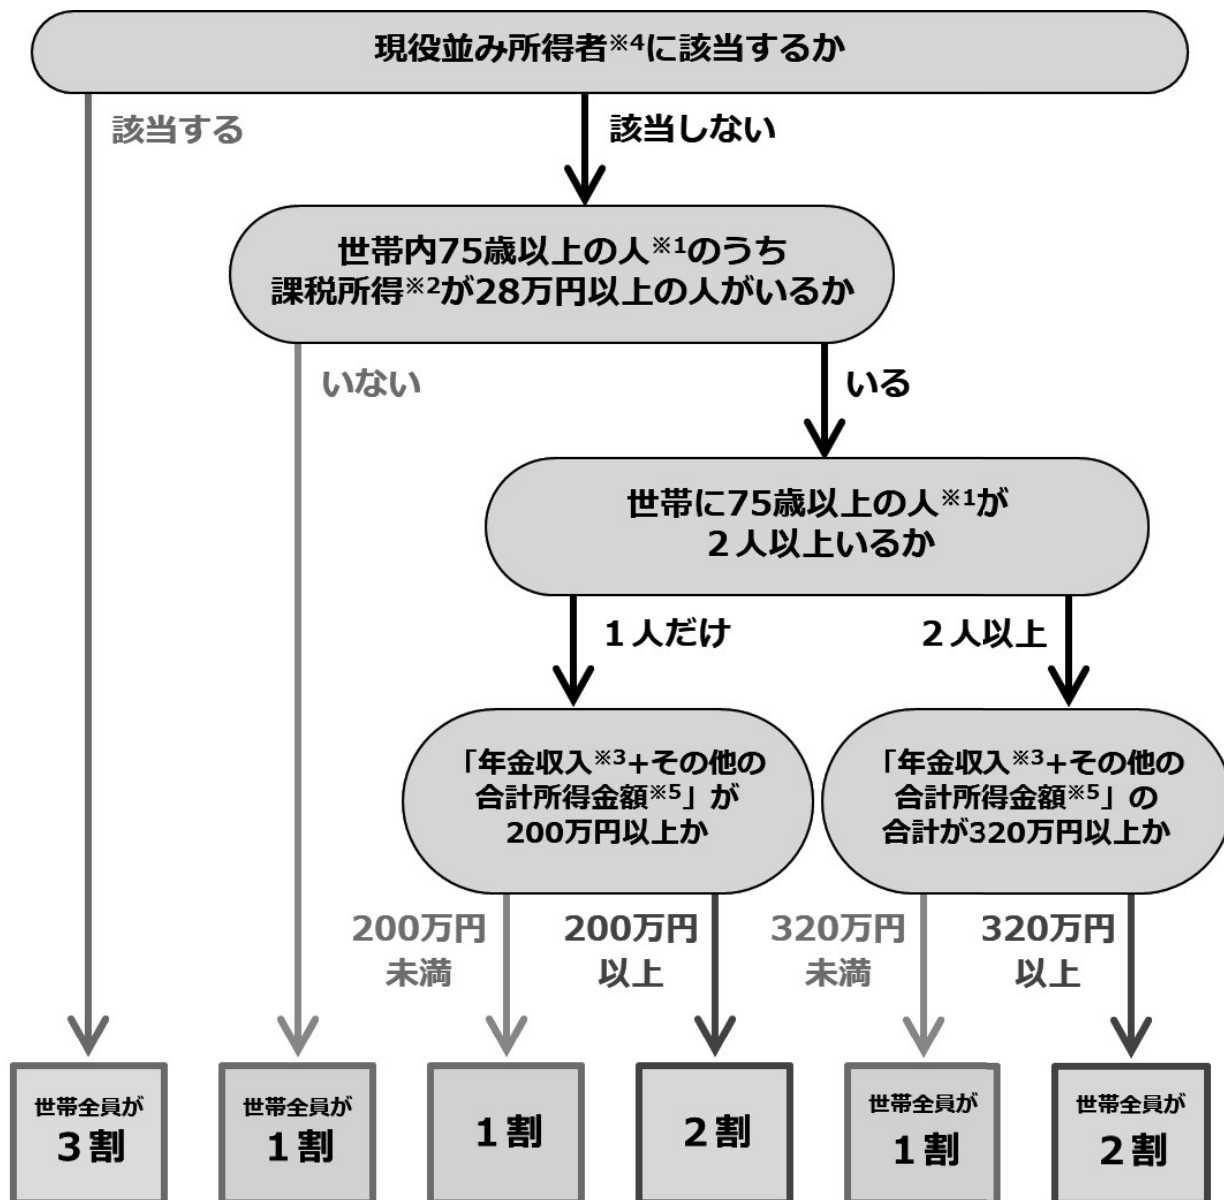 現役並み所得者※4に該当するか
該当する
該当しない
世帯内75歳以上の人※1のうち
課税所得※2が28万円以上の人がいるか
いない
いる
世帯に75歳以上の人※1が
２人以上いるか
１人だけ
２人以上
「年金収入※3+その他の
合計所得金額※5」が
200万円以上か
「年金収入※3+その他の
合計所得金額※5」の
合計が320万円以上か
200万円
未満
200万円
以上
320万円
未満
320万円
以上
世帯全員が
３割
世帯全員が
１割
１割
２割
世帯全員が
１割
世帯全員が
２割